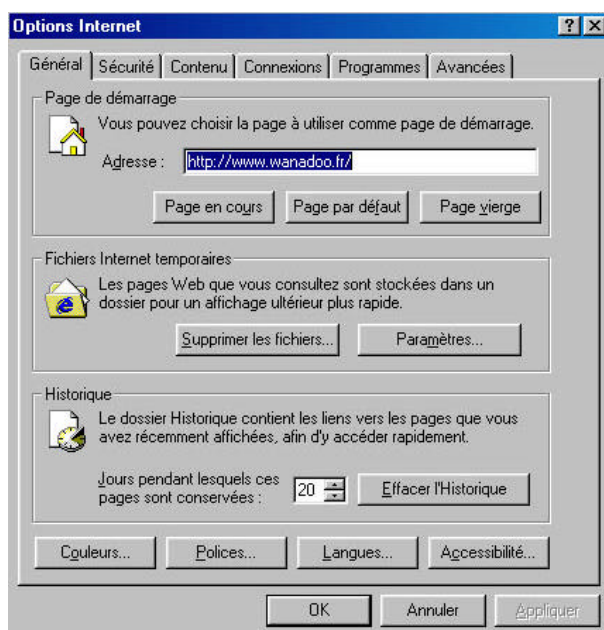 Options Internet
Général Sécurité Contenu Connexions Programmes Avancées
Page de démarrage
Vous pouvez choisir la page à utiliser comme page de démarrage.
Adresse : http://www.wanadoo.fr/
Page en cours Page par défaut Page vierge
Fichiers Internet temporaires
Les pages Web que vous consultez sont stockées dans un
dossier pour un affichage ultérieur plus rapide.
Supprimer les fichiers... Paramètres...
Historique
Le dossier Historique contient les liens vers les pages que vous
avez récemment affichées, afin d'y accéder rapidement.
Jours pendant lesquels ces
pages sont conservées : 20 Effacer l'Historique
Couleurs... Polices... Langues... Accessibilité...
OK Annuler Appliquer